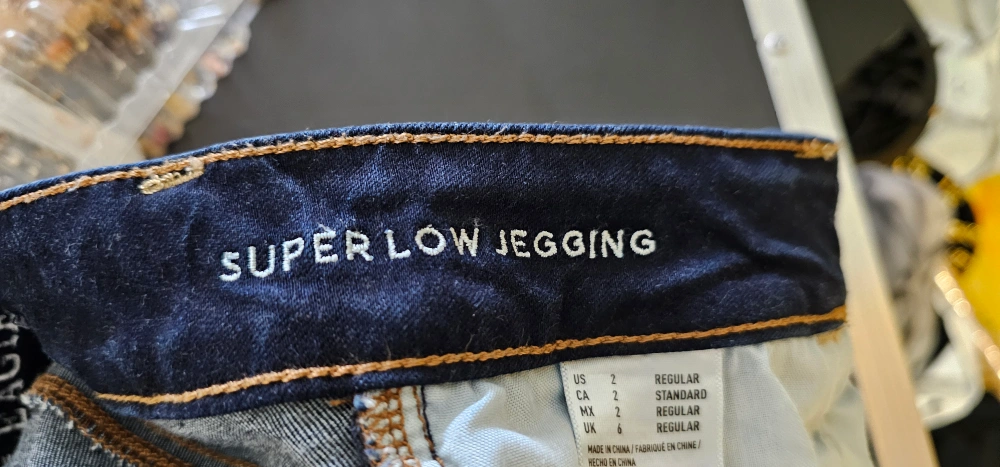 SUPER LOW JEGGING
US 2 REGULAR
CA 2 STANDARD
MX 2 REGULAR
UK 6 REGULAR
MADE IN CHINA / FABRIQUÉ EN CHINE /
HECHO EN CHINA